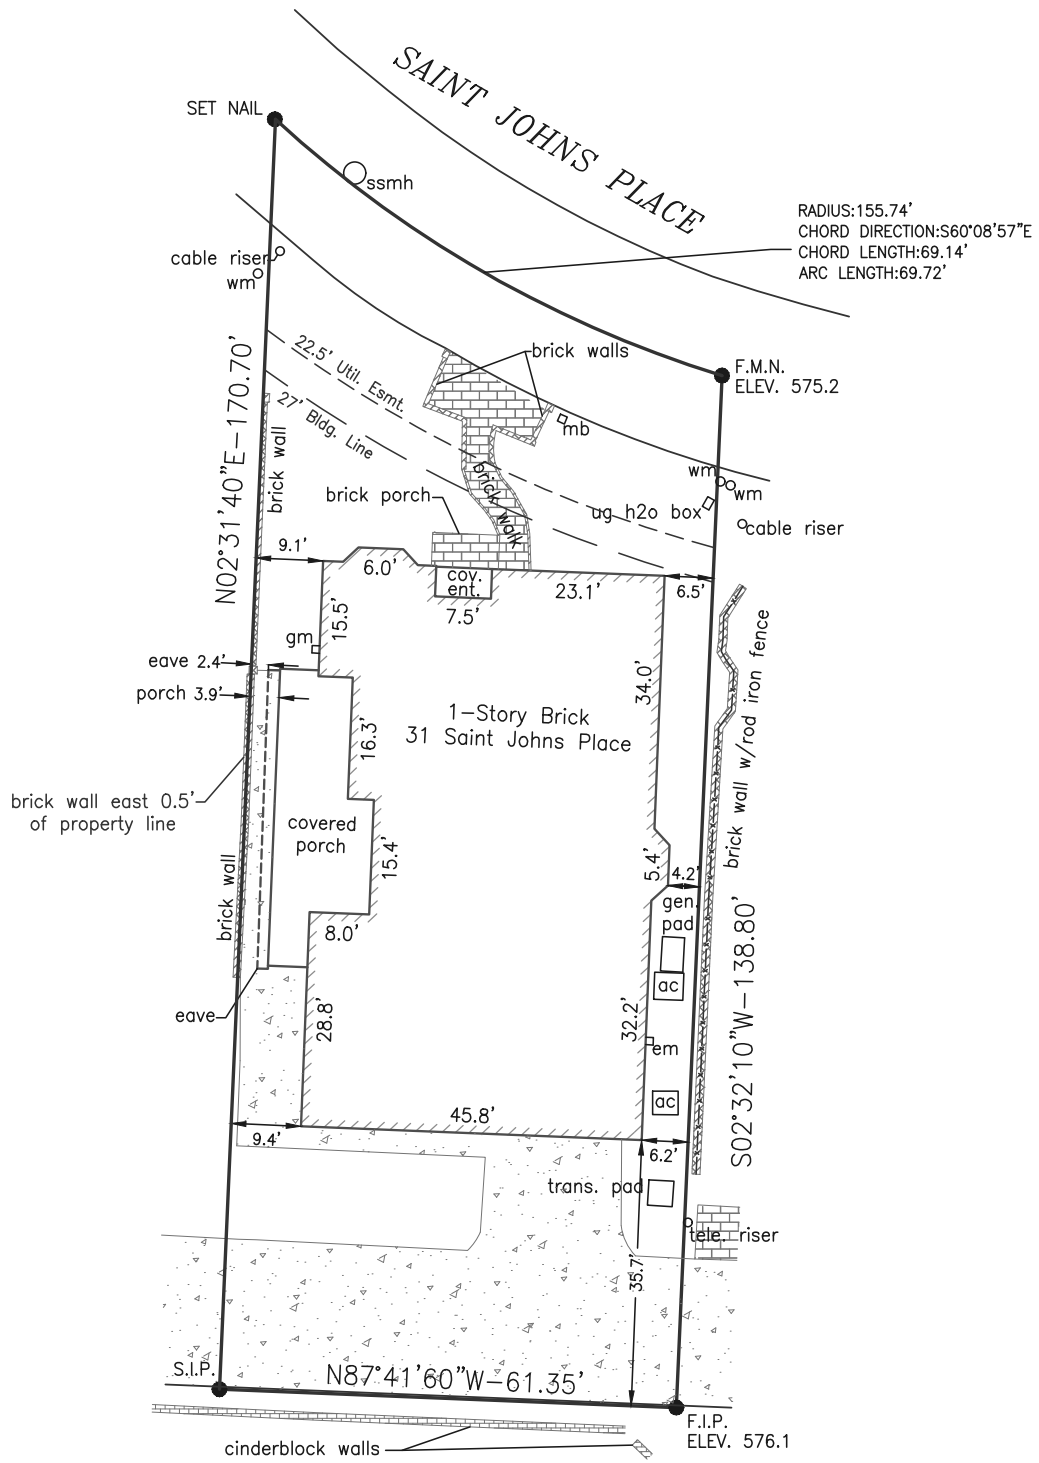 SAINT JOHNS PLACE
SET NAIL
ssmh
RADIUS:155.74'
CHORD DIRECTION:S60°08'57"E
CHORD LENGTH:69.14'
ARC LENGTH:69.72'
cable riser
wm
22.5' Util. Esmt.
27' Bldg. Line
brick walls
F.M.N.
ELEV. 575.2
mb
N02°31'40"E-170.70'
brick wall
brick porch
brick walk
wm
wm
ug h2o box
cable riser
9.1'
6.0'
cov.
ent.
7.5'
23.1'
6.5'
15.5'
gm
eave 2.4'
porch 3.9'
34.0'
1-Story Brick
31 Saint Johns Place
16.3'
brick wall w/rod iron fence
brick wall east 0.5'
of property line
covered
porch
15.4'
5.4'
4.2'
brick wall
8.0'
gen.
pad
ac
eave
28.8'
32.2'
em
S02°32'10"W-138.80'
ac
45.8'
9.4'
6.2'
trans. pad
tele. riser
35.7'
S.I.P.
N87°41'60"W-61.35'
F.I.P.
ELEV. 576.1
cinderblock walls